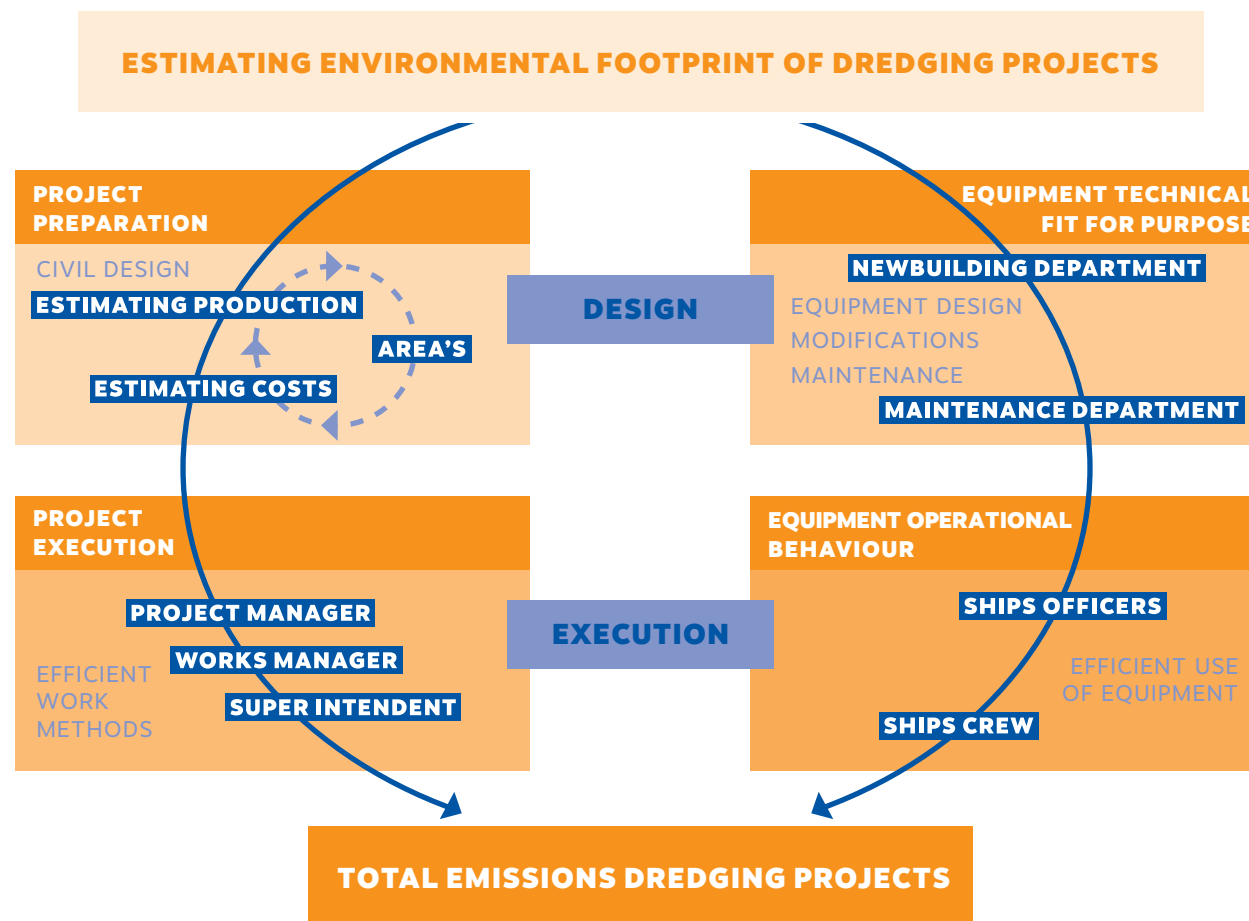 ESTIMATING ENVIRONMENTAL FOOTPRINT OF DREDGING PROJECTS
PROJECT
PREPARATION
CIVIL DESIGN
ESTIMATING PRODUCTION
AREA'S
ESTIMATING COSTS
DESIGN
EQUIPMENT TECHNICAL
FIT FOR PURPOSE
NEWBUILDING DEPARTMENT
EQUIPMENT DESIGN
MODIFICATIONS
MAINTENANCE
MAINTENANCE DEPARTMENT
PROJECT
EXECUTION
PROJECT MANAGER
WORKS MANAGER
SUPER INTENDENT
EFFICIENT
WORK
METHODS
EXECUTION
EQUIPMENT OPERATIONAL
BEHAVIOUR
SHIPS OFFICERS
EFFICIENT USE
OF EQUIPMENT
SHIPS CREW
TOTAL EMISSIONS DREDGING PROJECTS